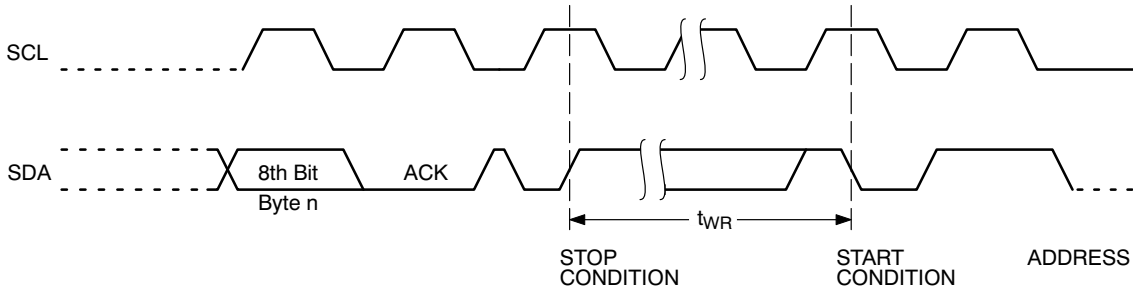 SCL
SDA
8th Bit
Byte n
ACK
tWR
STOP
CONDITION
START
CONDITION
ADDRESS